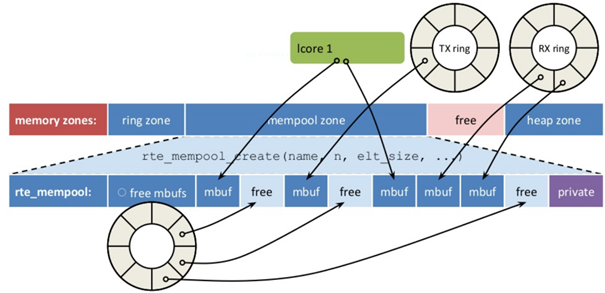 lcore 1
TX ring
RX ring
memory zones: ring zone mempool zone free heap zone
rte_mempool_create(name, n, elt_size, ...)
rte_mempool: free mbufs mbuf free mbuf free mbuf mbuf mbuf free private